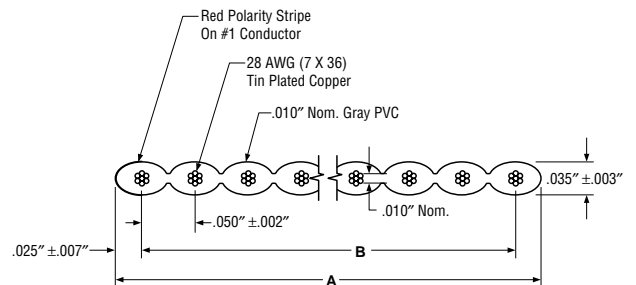 Red Polarity Stripe
On #1 Conductor
28 AWG (7 X 36)
Tin Plated Copper
.010″ Nom. Gray PVC
.035″ ±.003″
.010″ Nom.
.050″ ±.002″
.025″ ±.007″
B
A